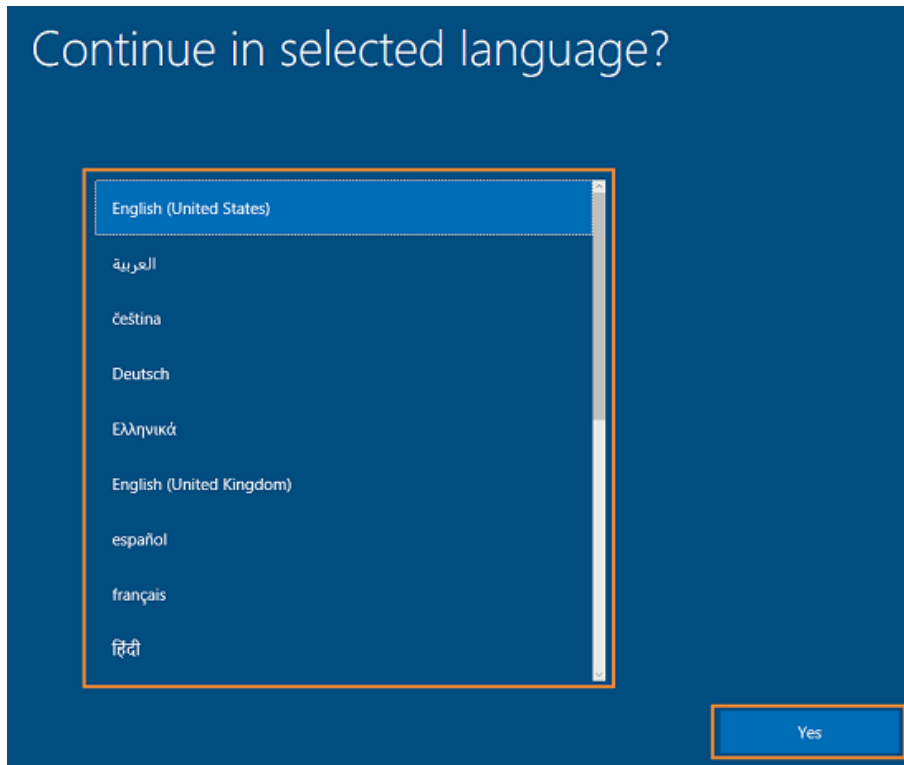 Continue in selected language?
English (United States)
العربية
čeština
Deutsch
Ελληνικά
English (United Kingdom)
español
français
हिंदी
Yes